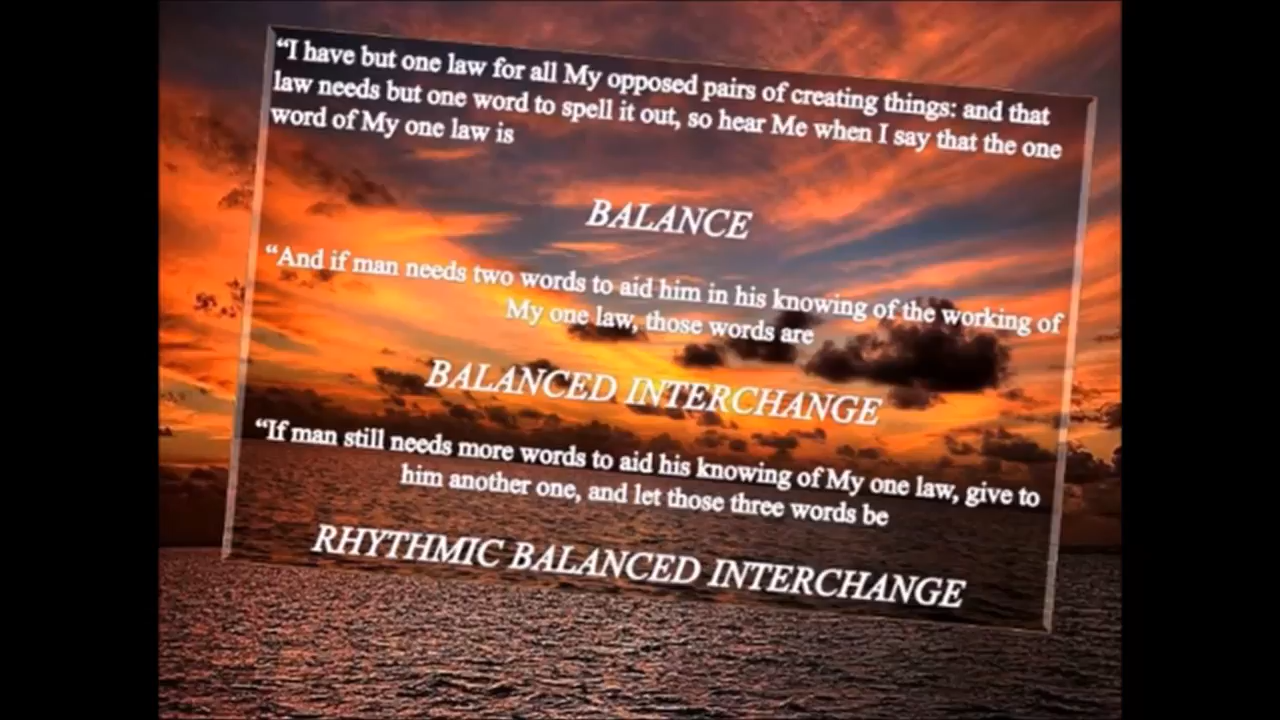 “I have but one law for all My opposed pairs of creating things: and that
law needs but one word to spell it out, so hear Me when I say that the one
word of My one law is
BALANCE
“And if man needs two words to aid him in his knowing of the working of
My one law, those words are
BALANCED INTERCHANGE
“If man still needs more words to aid his knowing of My one law, give to
him another one, and let those three words be
RHYTHMIC BALANCED INTERCHANGE